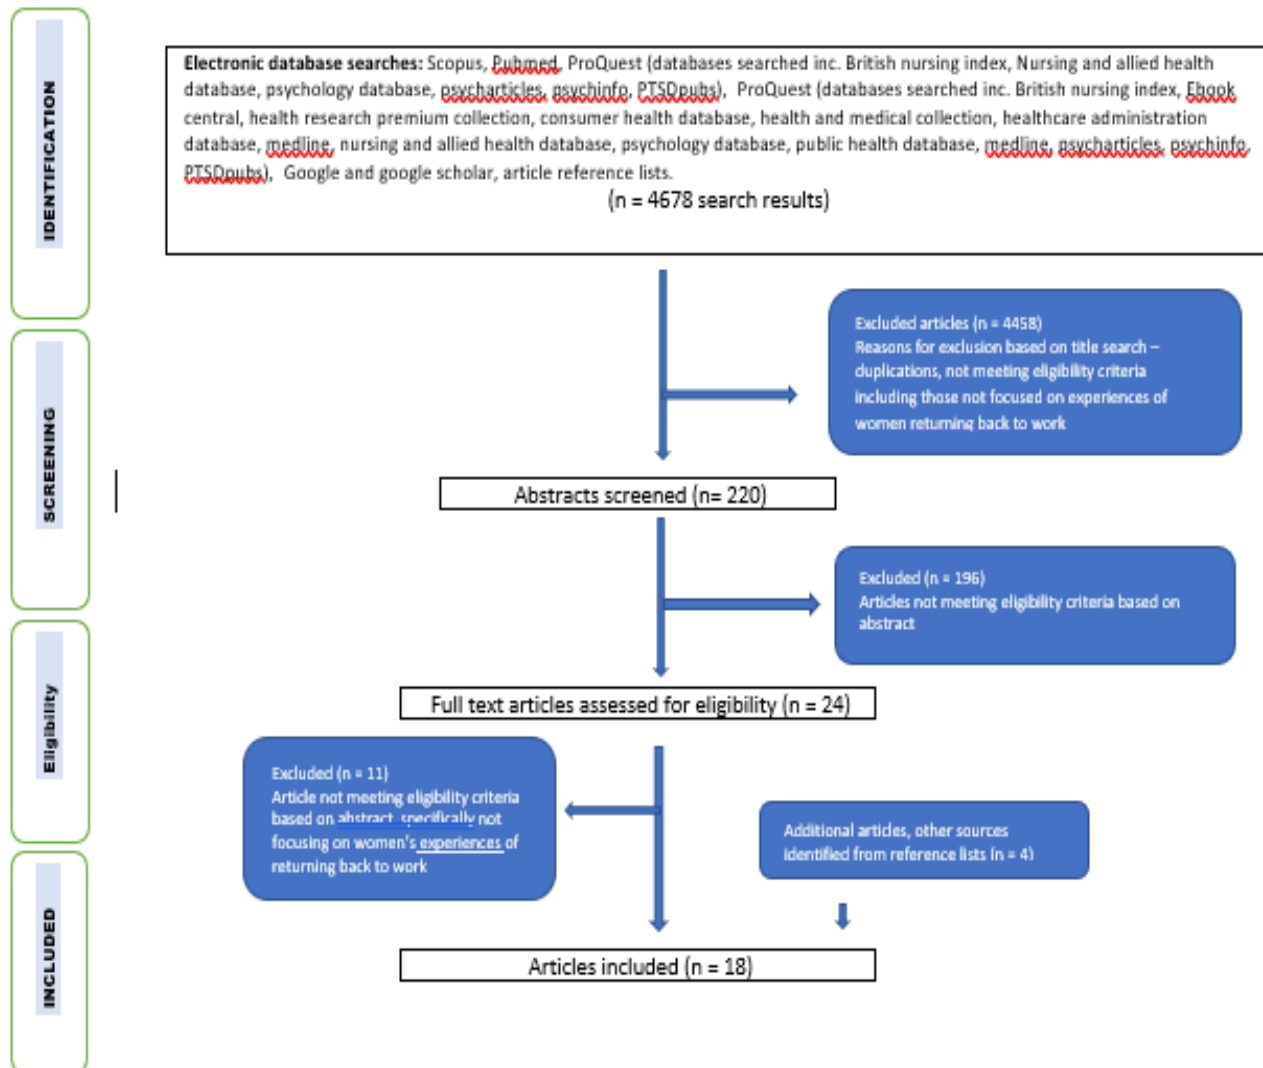 IDENTIFICATION
Electronic database searches: Scopus, Pubmed, ProQuest (databases searched inc. British nursing index, Nursing and allied health
database, psychology database, psycharticles, psychinfo, PTSDpubs), ProQuest (databases searched inc. British nursing index, Ebook
central, health research premium collection, consumer health database, health and medical collection, healthcare administration
database, medline, nursing and allied health database, psychology database, public health database, medline, psycharticles, psychinfo,
PTSDpubs), Google and google scholar, article reference lists.
(n = 4678 search results)
SCREENING
Excluded articles (n = 4458)
Reasons for exclusion based on title search –
duplications, not meeting eligibility criteria
including those not focused on experiences of
women returning back to work
Abstracts screened (n= 220)
Excluded (n = 196)
Articles not meeting eligibility criteria based on
abstract
Eligibility
Full text articles assessed for eligibility (n = 24)
Excluded (n = 11)
Article not meeting eligibility criteria
based on abstract, specifically not
focusing on women's experiences of
returning back to work
Additional articles, other sources
identified from reference lists (n = 4)
INCLUDED
Articles included (n = 18)